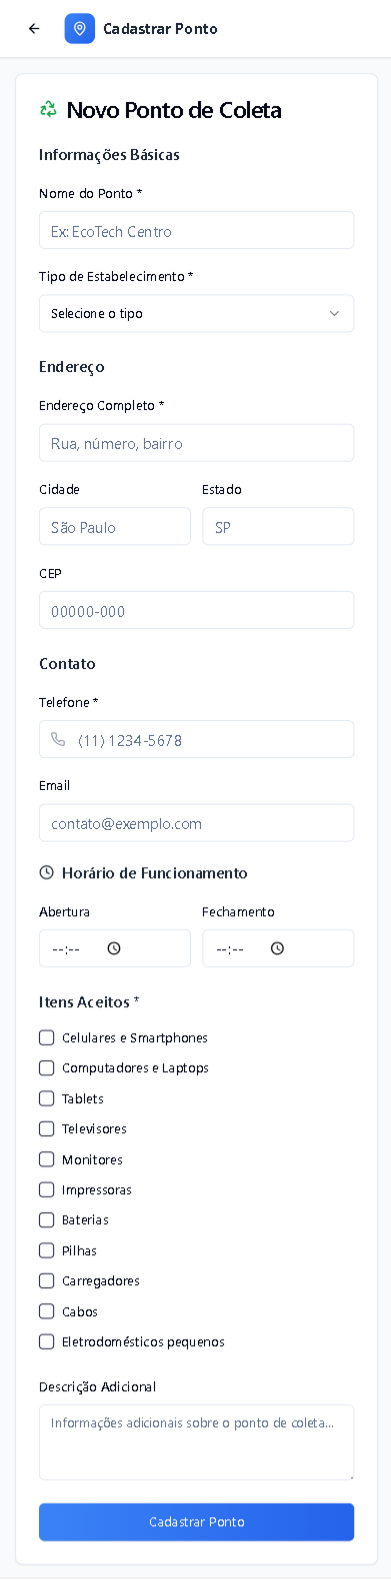 Cadastrar Ponto
Novo Ponto de Coleta
Informações Básicas
Nome do Ponto *
Ex: EcoTech Centro
Tipo de Estabelecimento *
Selecione o tipo
Endereço
Endereço Completo *
Rua, número, bairro
Cidade Estado
São Paulo SP
CEP
00000-000
Contato
Telefone *
(11) 1234-5678
Email
contato@exemplo.com
Horário de Funcionamento
Abertura Fechamento
--:-- --:--
Itens Aceitos *
Celulares e Smartphones
Computadores e Laptops
Tablets
Televisores
Monitores
Impressoras
Baterias
Pilhas
Carregadores
Cabos
Eletrodomésticos pequenos
Descrição Adicional
Informações adicionais sobre o ponto de coleta...
Cadastrar Ponto